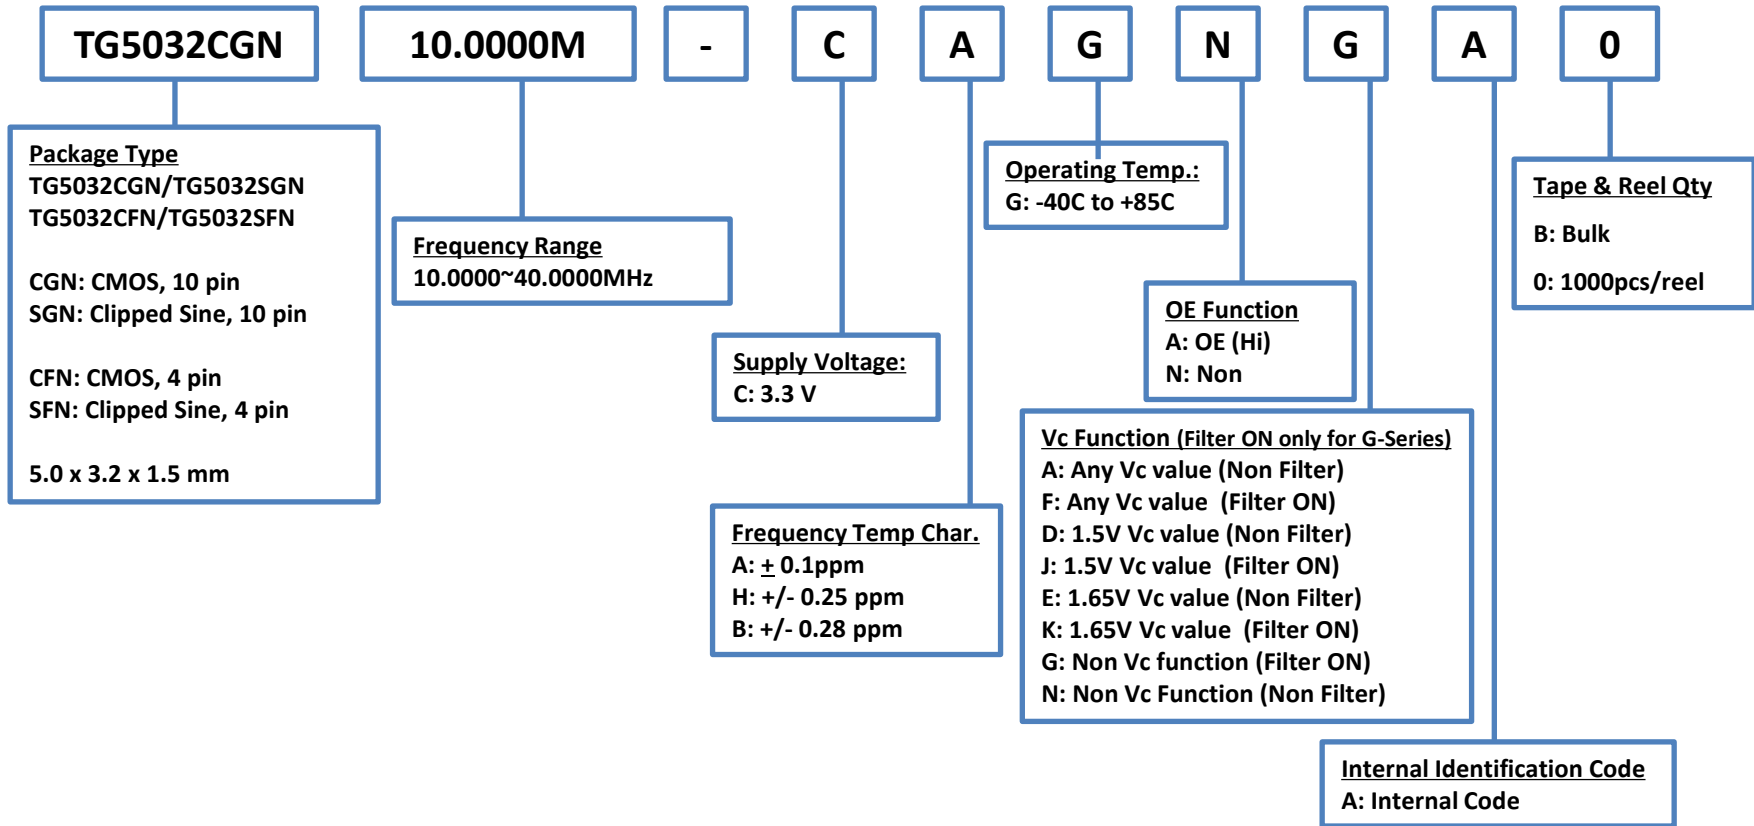 TG5032CGN 10.0000M - C A G N G A 0
Package Type
TG5032CGN/TG5032SGN
TG5032CFN/TG5032SFN
CGN: CMOS, 10 pin
SGN: Clipped Sine, 10 pin
CFN: CMOS, 4 pin
SFN: Clipped Sine, 4 pin
5.0 x 3.2 x 1.5 mm
Frequency Range
10.0000~40.0000MHz
Supply Voltage:
C: 3.3 V
Frequency Temp Char.
A: ± 0.1ppm
H: +/- 0.25 ppm
B: +/- 0.28 ppm
Operating Temp.:
G: -40C to +85C
OE Function
A: OE (Hi)
N: Non
Vc Function (Filter ON only for G-Series)
A: Any Vc value (Non Filter)
F: Any Vc value (Filter ON)
D: 1.5V Vc value (Non Filter)
J: 1.5V Vc value (Filter ON)
E: 1.65V Vc value (Non Filter)
K: 1.65V Vc value (Filter ON)
G: Non Vc function (Filter ON)
N: Non Vc Function (Non Filter)
Internal Identification Code
A: Internal Code
Tape & Reel Qty
B: Bulk
0: 1000pcs/reel